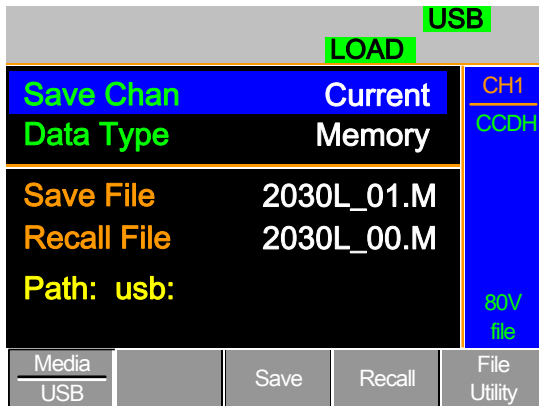 USB
LOAD
Save Chan Current
Data Type Memory
Save File 2030L_01.M
Recall File 2030L_00.M
Path: usb:
CH1
CCDH
80V
file
Media
USB
Save
Recall
File
Utility